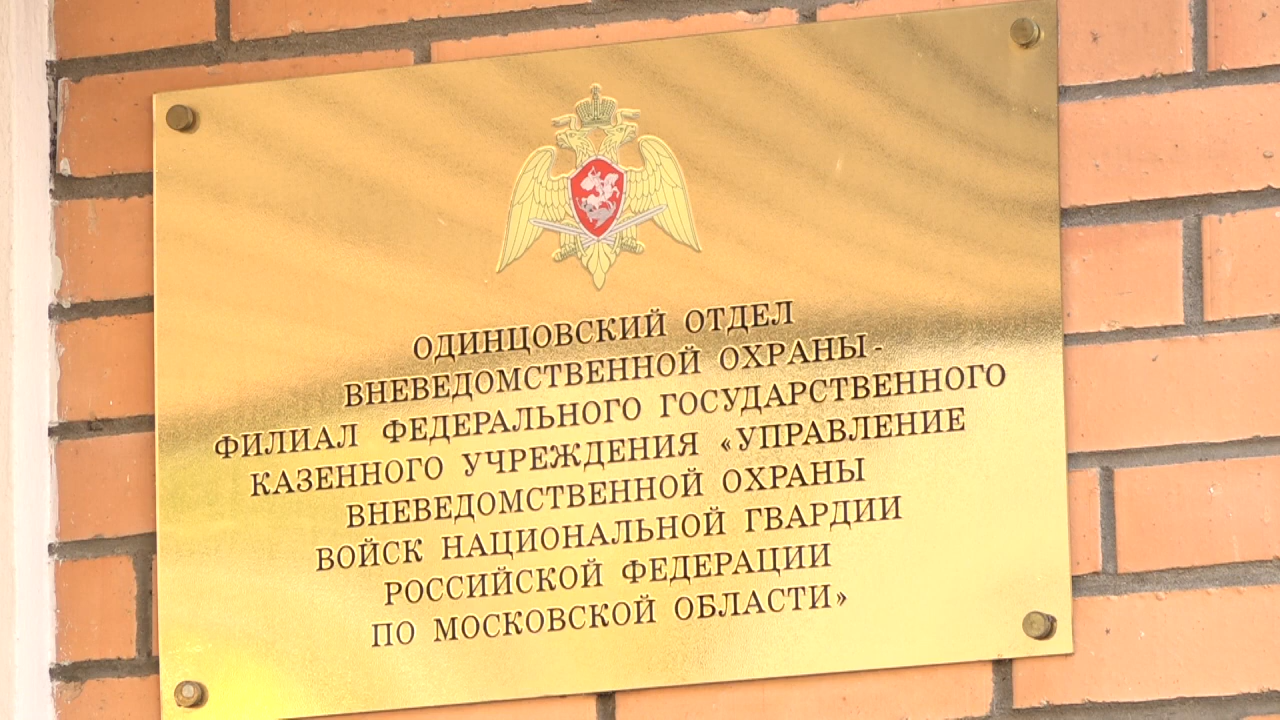 ОДИНЦОВСКИЙ ОТДЕЛ
ВНЕВЕДОМСТВЕННОЙ ОХРАНЫ-
ФИЛИАЛ ФЕДЕРАЛЬНОГО ГОСУДАРСТВЕННОГО
КАЗЕННОГО УЧРЕЖДЕНИЯ «УПРАВЛЕНИЕ
ВНЕВЕДОМСТВЕННОЙ ОХРАНЫ
ВОЙСК НАЦИОНАЛЬНОЙ ГВАРДИИ
РОССИЙСКОЙ ФЕДЕРАЦИИ
ПО МОСКОВСКОЙ ОБЛАСТИ»